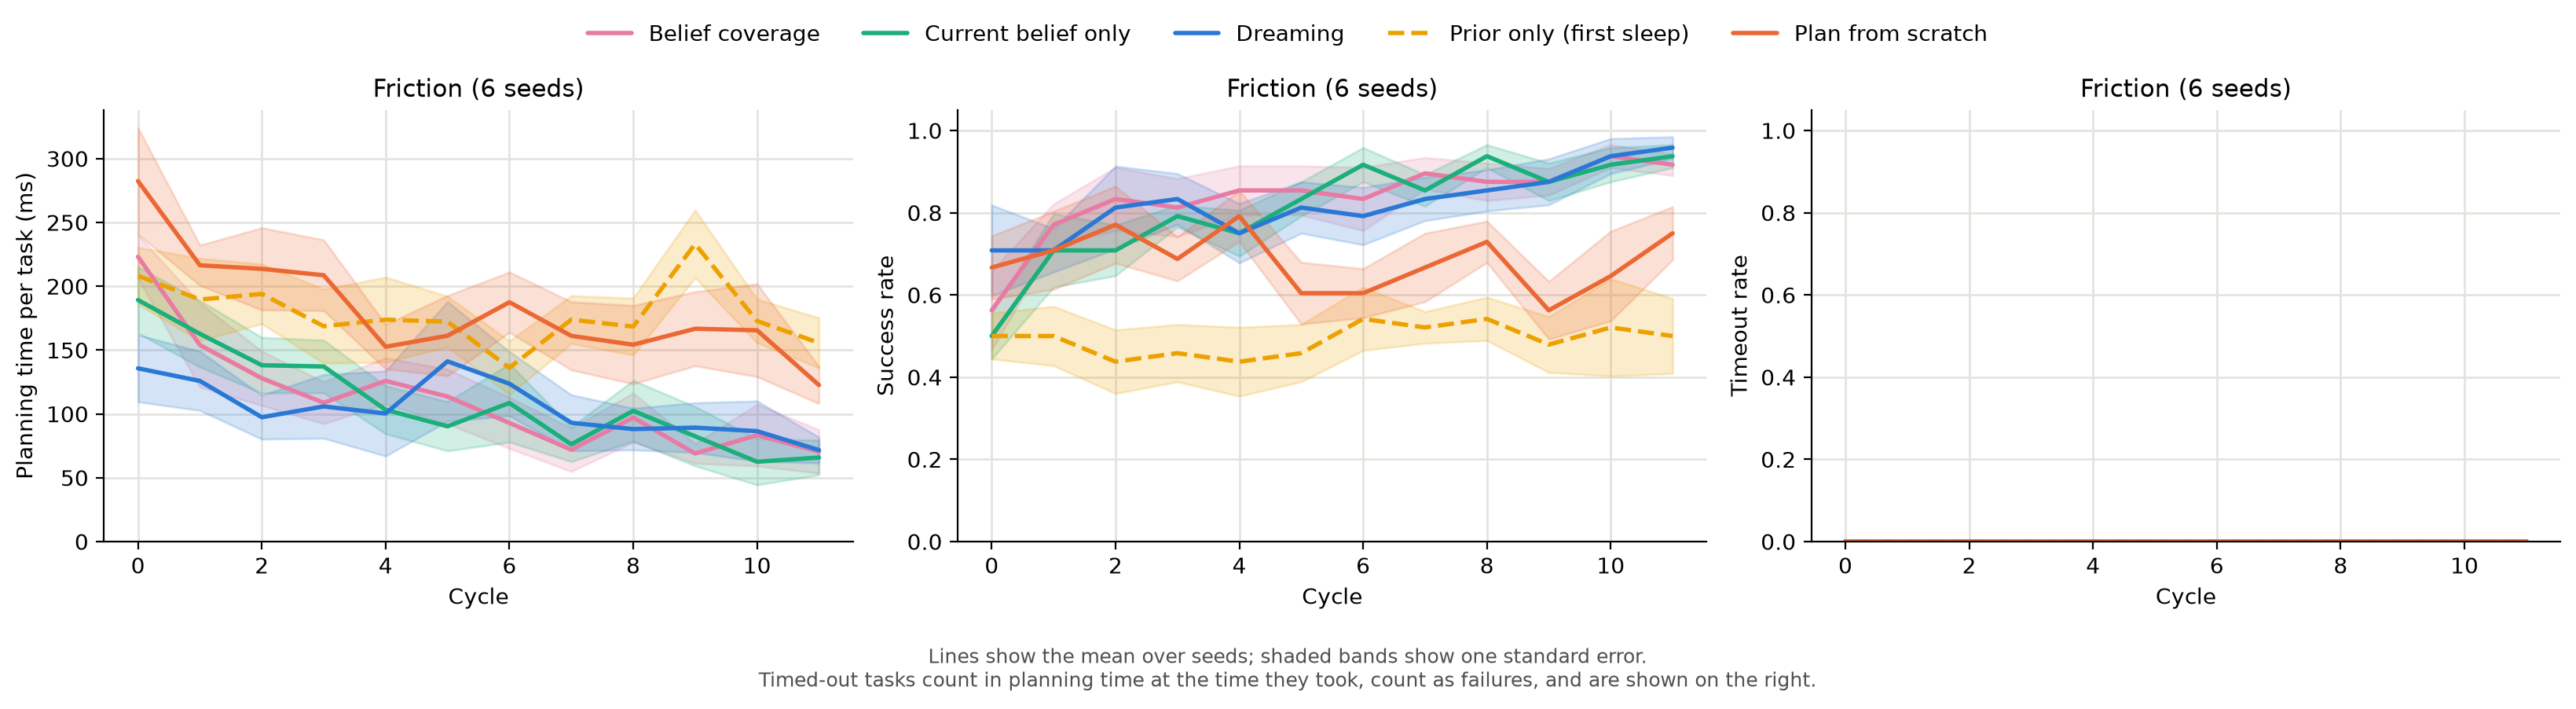 Belief coverage
Current belief only
Dreaming
Prior only (first sleep)
Plan from scratch
Friction (6 seeds)
Planning time per task (ms)
300
250
200
150
100
50
0
0 2 4 6 8 10
Cycle
Friction (6 seeds)
Success rate
1.0
0.8
0.6
0.4
0.2
0.0
0 2 4 6 8 10
Cycle
Friction (6 seeds)
Timeout rate
1.0
0.8
0.6
0.4
0.2
0.0
0 2 4 6 8 10
Cycle
Lines show the mean over seeds; shaded bands show one standard error.
Timed-out tasks count in planning time at the time they took, count as failures, and are shown on the right.